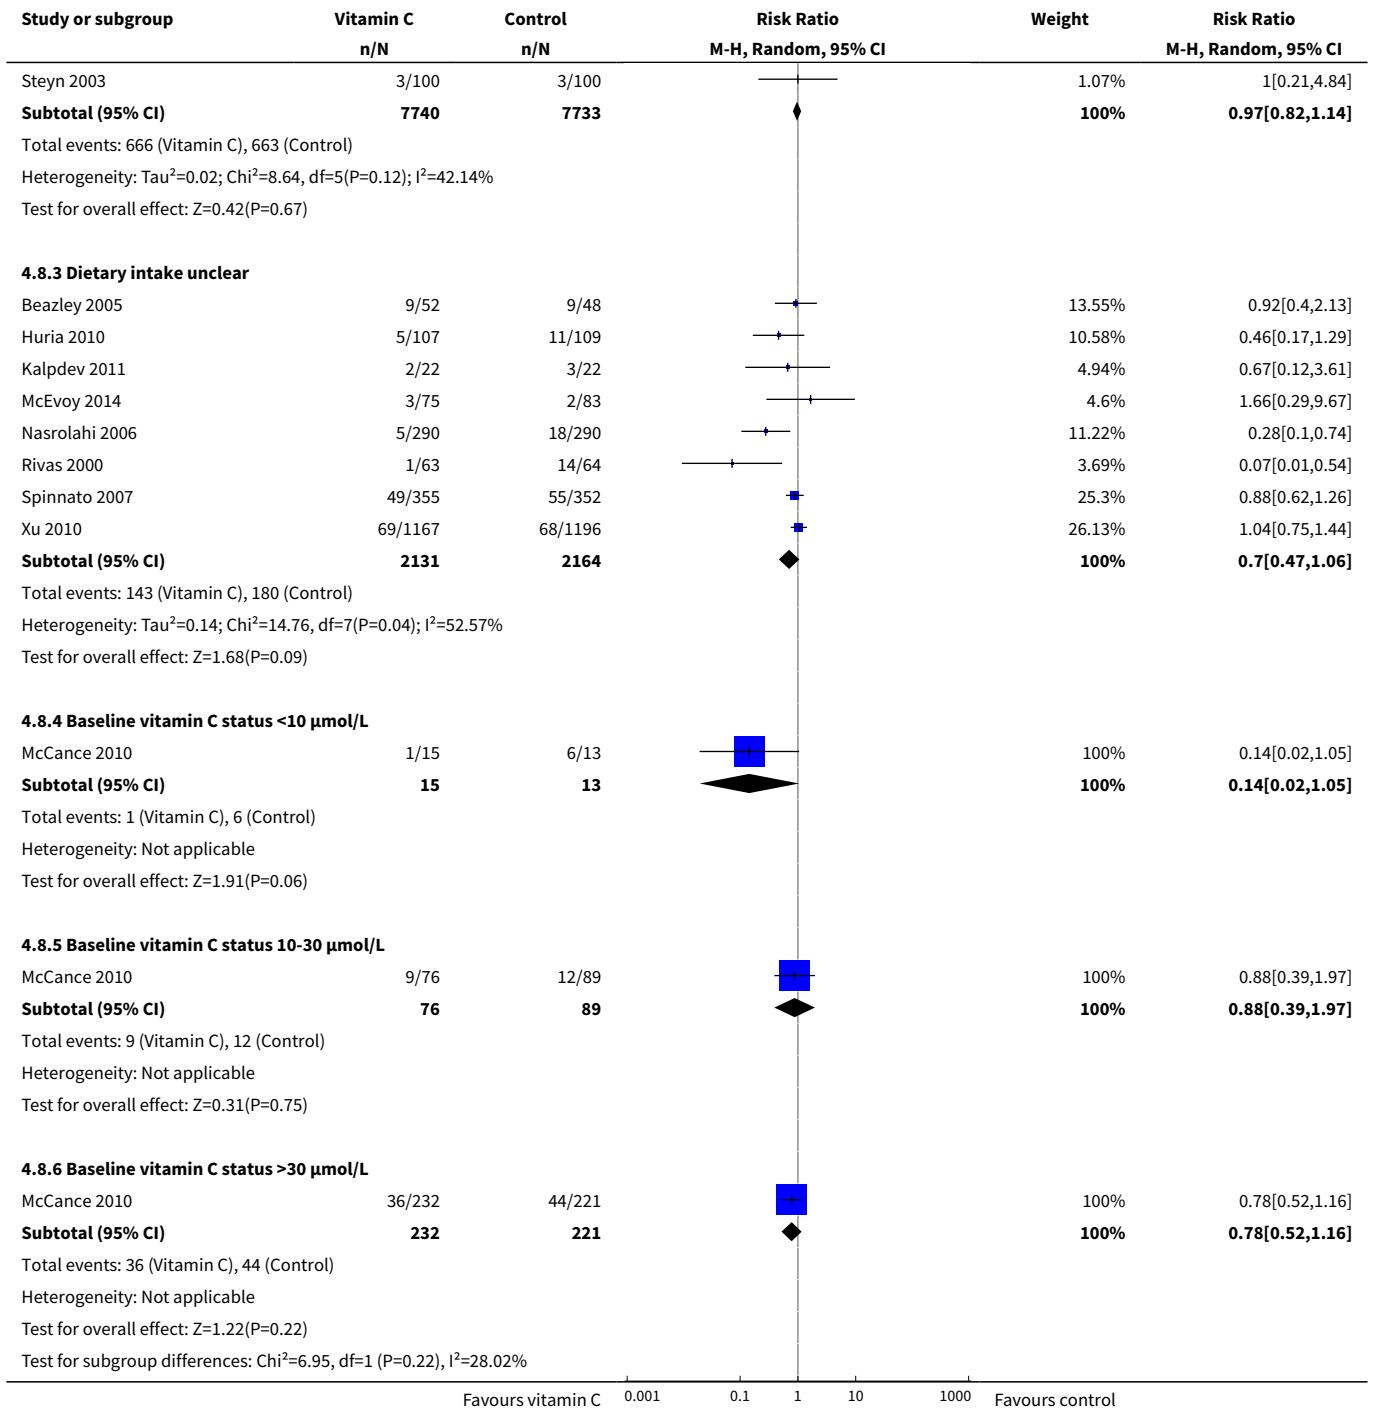 Study or subgroup Vitamin C Control Risk Ratio Weight Risk Ratio
n/N n/N M-H, Random, 95% CI M-H, Random, 95% CI
Steyn 2003 3/100 3/100 1.07% 1[0.21,4.84]
Subtotal (95% CI) 7740 7733 100% 0.97[0.82,1.14]
Total events: 666 (Vitamin C), 663 (Control)
Heterogeneity: Tau²=0.02; Chi²=8.64, df=5(P=0.12); I²=42.14%
Test for overall effect: Z=0.42(P=0.67)
4.8.3 Dietary intake unclear
Beazley 2005 9/52 9/48 13.55% 0.92[0.4,2.13]
Huria 2010 5/107 11/109 10.58% 0.46[0.17,1.29]
Kalpdev 2011 2/22 3/22 4.94% 0.67[0.12,3.61]
McEvoy 2014 3/75 2/83 4.6% 1.66[0.29,9.67]
Nasrolahi 2006 5/290 18/290 11.22% 0.28[0.1,0.74]
Rivas 2000 1/63 14/64 3.69% 0.07[0.01,0.54]
Spinnato 2007 49/355 55/352 25.3% 0.88[0.62,1.26]
Xu 2010 69/1167 68/1196 26.13% 1.04[0.75,1.44]
Subtotal (95% CI) 2131 2164 100% 0.7[0.47,1.06]
Total events: 143 (Vitamin C), 180 (Control)
Heterogeneity: Tau²=0.14; Chi²=14.76, df=7(P=0.04); I²=52.57%
Test for overall effect: Z=1.68(P=0.09)
4.8.4 Baseline vitamin C status <10 µmol/L
McCance 2010 1/15 6/13 100% 0.14[0.02,1.05]
Subtotal (95% CI) 15 13 100% 0.14[0.02,1.05]
Total events: 1 (Vitamin C), 6 (Control)
Heterogeneity: Not applicable
Test for overall effect: Z=1.91(P=0.06)
4.8.5 Baseline vitamin C status 10-30 µmol/L
McCance 2010 9/76 12/89 100% 0.88[0.39,1.97]
Subtotal (95% CI) 76 89 100% 0.88[0.39,1.97]
Total events: 9 (Vitamin C), 12 (Control)
Heterogeneity: Not applicable
Test for overall effect: Z=0.31(P=0.75)
4.8.6 Baseline vitamin C status >30 µmol/L
McCance 2010 36/232 44/221 100% 0.78[0.52,1.16]
Subtotal (95% CI) 232 221 100% 0.78[0.52,1.16]
Total events: 36 (Vitamin C), 44 (Control)
Heterogeneity: Not applicable
Test for overall effect: Z=1.22(P=0.22)
Test for subgroup differences: Chi²=6.95, df=1 (P=0.22), I²=28.02%
Favours vitamin C 0.001 0.1 1 10 1000 Favours control